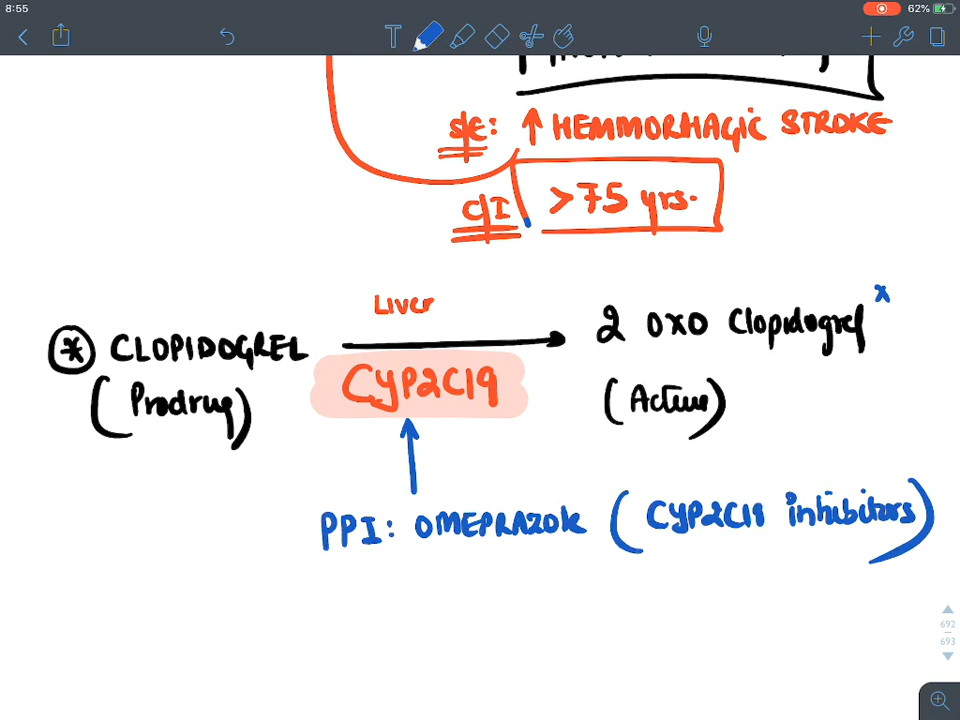 8:55
62%
T
s/e: ↑ HEMMORHAGIC STROKE
C/I >75 yrs.
Liver
* CLOPIDOGREL → 2 OXO Clopidogrel x
CYP2C19
(Prodrug) (Active)
PPI: OMEPRAZOLE (CYP2C19 inhibitors)
692
693